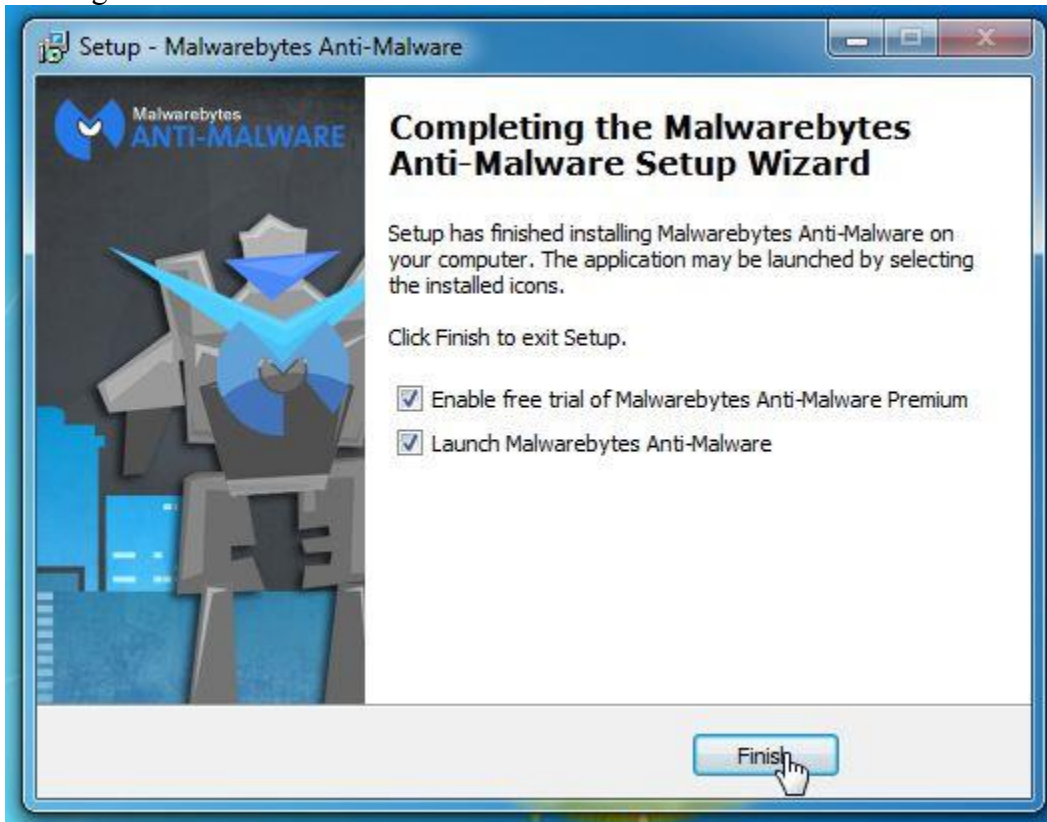 Setup - Malwarebytes Anti-Malware
Malwarebytes
ANTI-MALWARE
Completing the Malwarebytes
Anti-Malware Setup Wizard
Setup has finished installing Malwarebytes Anti-Malware on
your computer. The application may be launched by selecting
the installed icons.
Click Finish to exit Setup.
Enable free trial of Malwarebytes Anti-Malware Premium
Launch Malwarebytes Anti-Malware
Finish